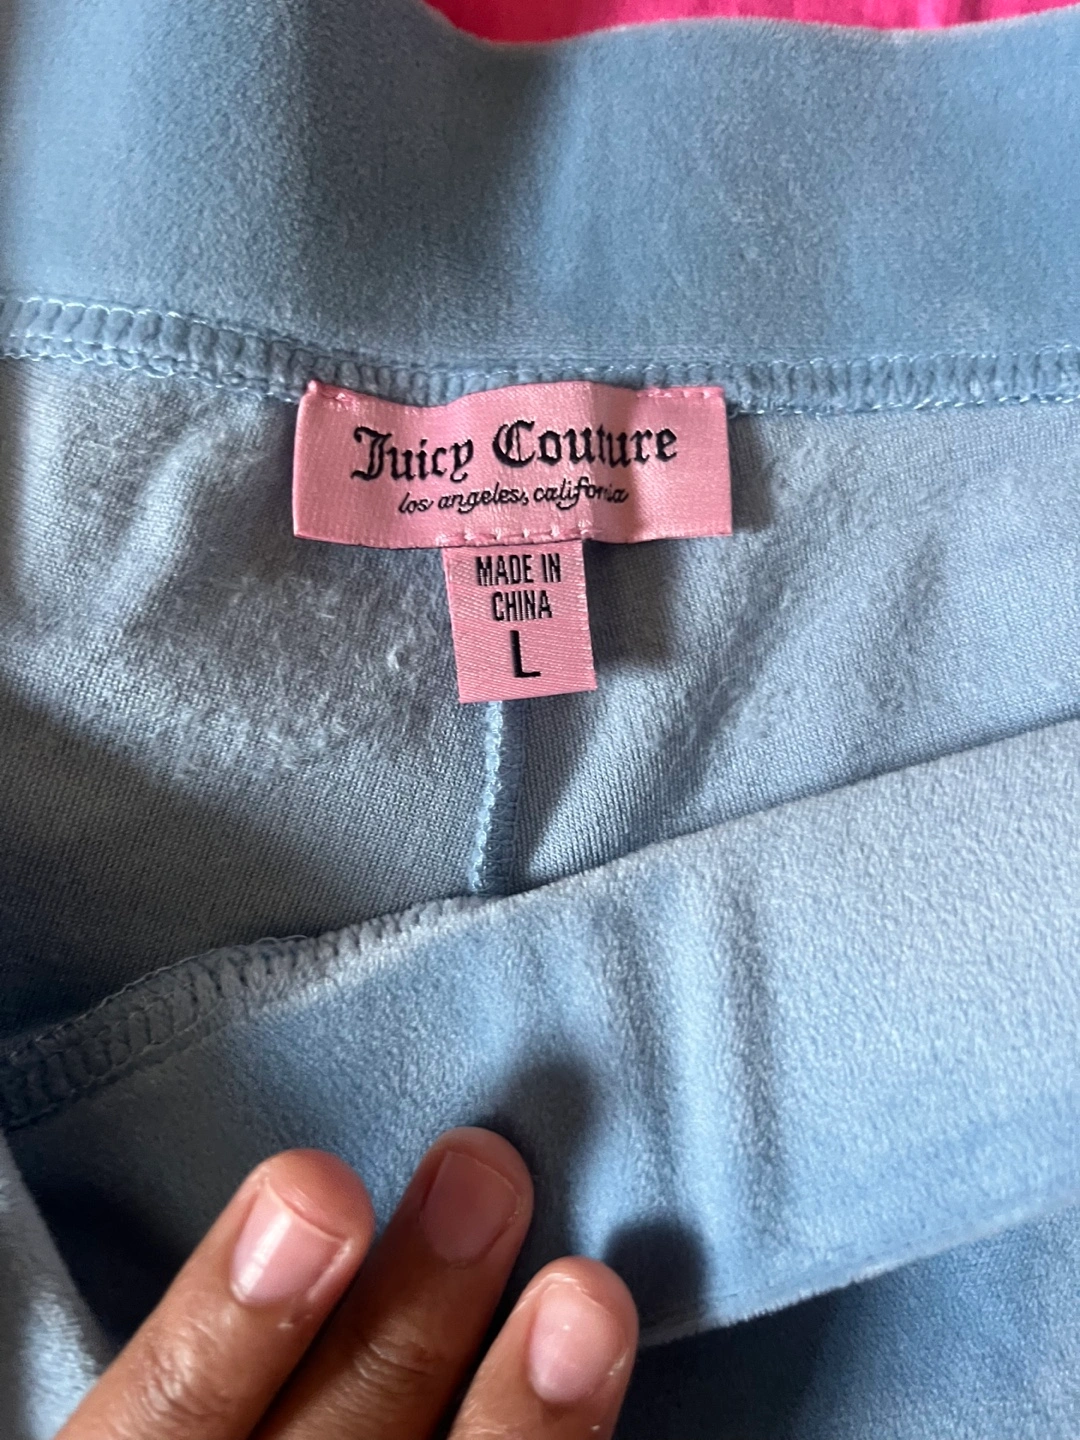 Juicy Couture
los angeles, california
MADE IN
CHINA
L